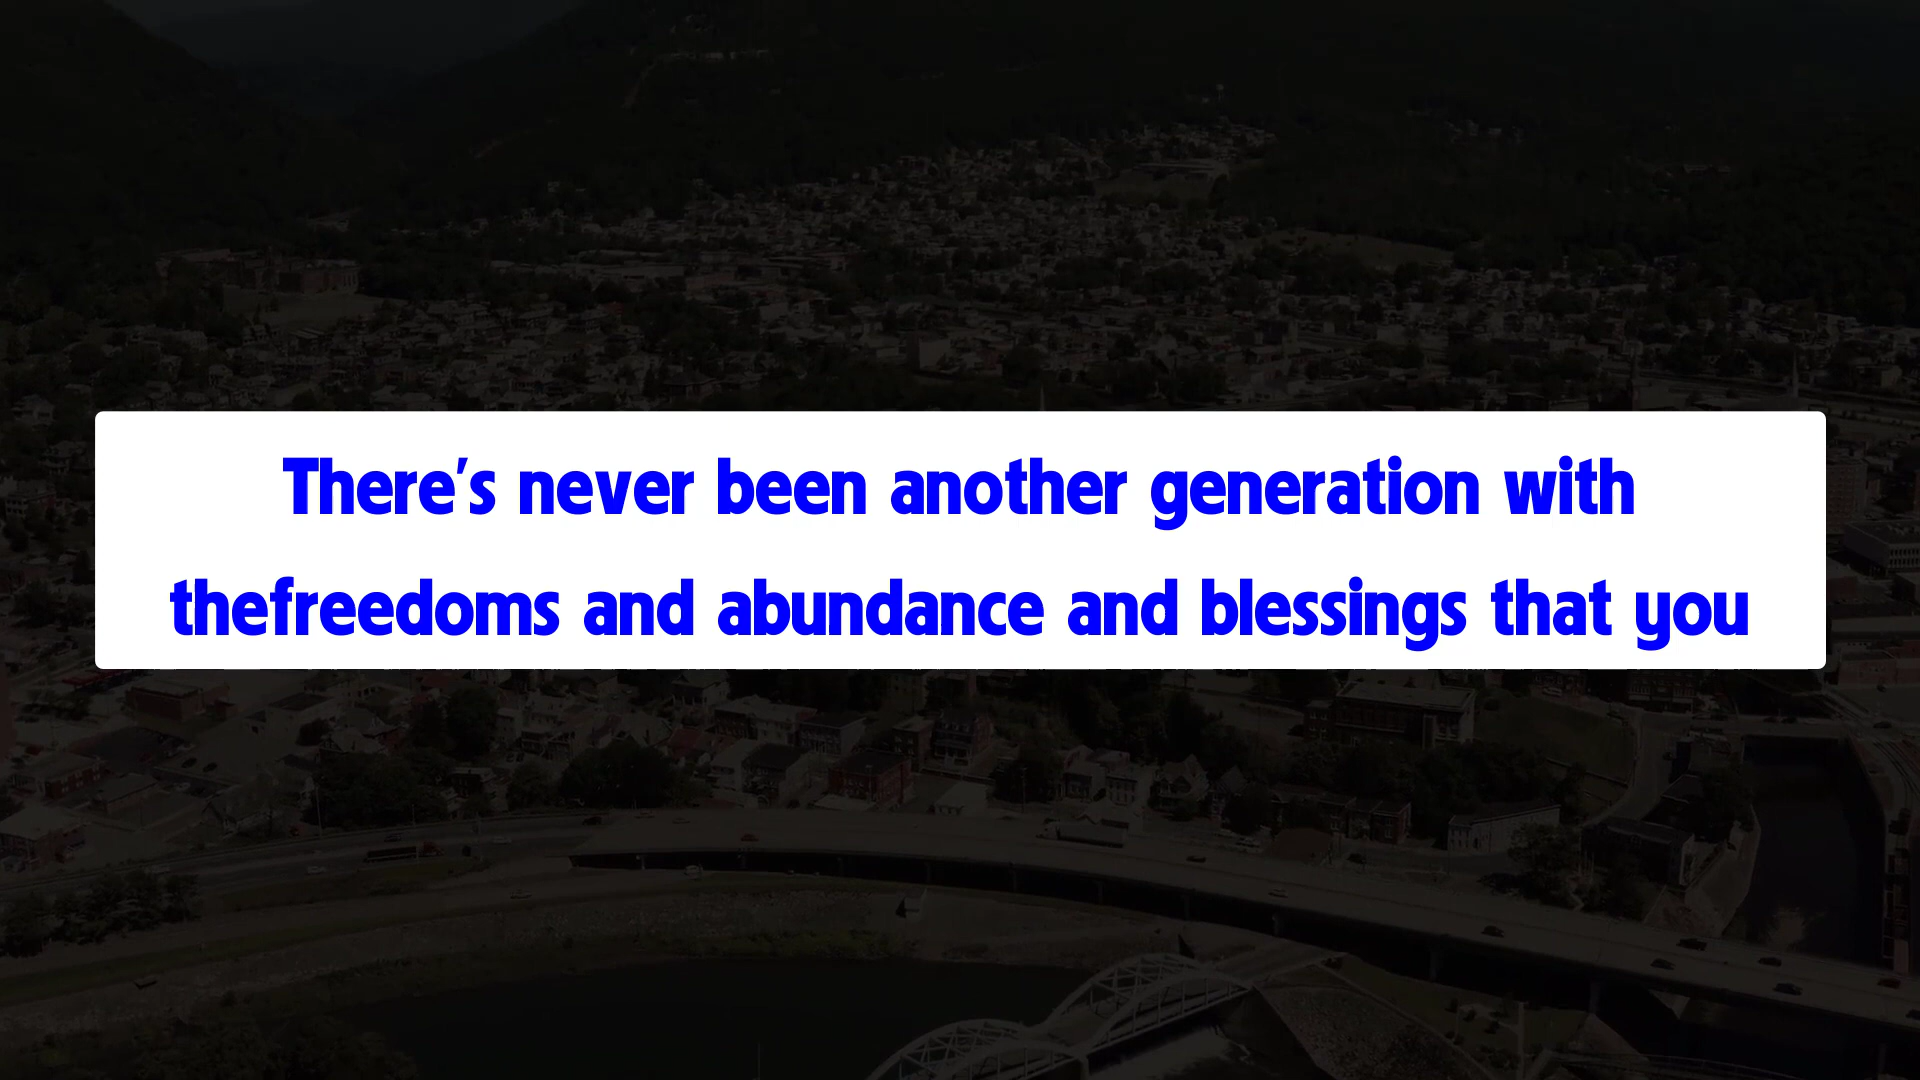 There's never been another generation with
thefreedoms and abundance and blessings that you